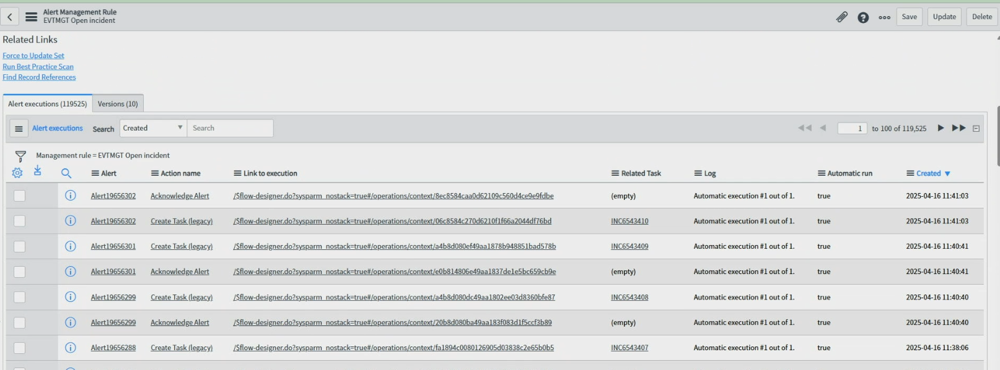 Alert Management Rule
EVTMGT Open incident
Save Update Delete
Related Links
Force to Update Set
Run Best Practice Scan
Find Record References
Alert executions (119525) Versions (10)
Alert executions Search Created Search 1 to 100 of 119,525
Management rule = EVTMGT Open incident
Alert Action name Link to execution Related Task Log Automatic run Created
Alert19656302 Acknowledge Alert /$flow-designer.do?sysparm_nostack=true#/operations/context/8ec8584caa0d62109c560d4ce9e9fdbe (empty) Automatic execution #1 out of 1. true 2025-04-16 11:41:03
Alert19656302 Create Task (legacy) /$flow-designer.do?sysparm_nostack=true#/operations/context/06c8584c270d6210f1f66a2044df76bd INC6543410 Automatic execution #1 out of 1. true 2025-04-16 11:41:03
Alert19656301 Create Task (legacy) /$flow-designer.do?sysparm_nostack=true#/operations/context/a4b8d080ef49aa1878b948851bad578b INC6543409 Automatic execution #1 out of 1. true 2025-04-16 11:40:41
Alert19656301 Acknowledge Alert /$flow-designer.do?sysparm_nostack=true#/operations/context/e0b814806e49aa1837de1e5bc659cb9e (empty) Automatic execution #1 out of 1. true 2025-04-16 11:40:41
Alert19656299 Create Task (legacy) /$flow-designer.do?sysparm_nostack=true#/operations/context/a4b8d080dc49aa1802ee03d8360bfe87 INC6543408 Automatic execution #1 out of 1. true 2025-04-16 11:40:40
Alert19656299 Acknowledge Alert /$flow-designer.do?sysparm_nostack=true#/operations/context/20b8d080ba49aa183f083d1f5ccf3b89 (empty) Automatic execution #1 out of 1. true 2025-04-16 11:40:40
Alert19656288 Create Task (legacy) /$flow-designer.do?sysparm_nostack=true#/operations/context/fa1894c0080126905d03838c2e65b0b5 INC6543407 Automatic execution #1 out of 1. true 2025-04-16 11:38:06